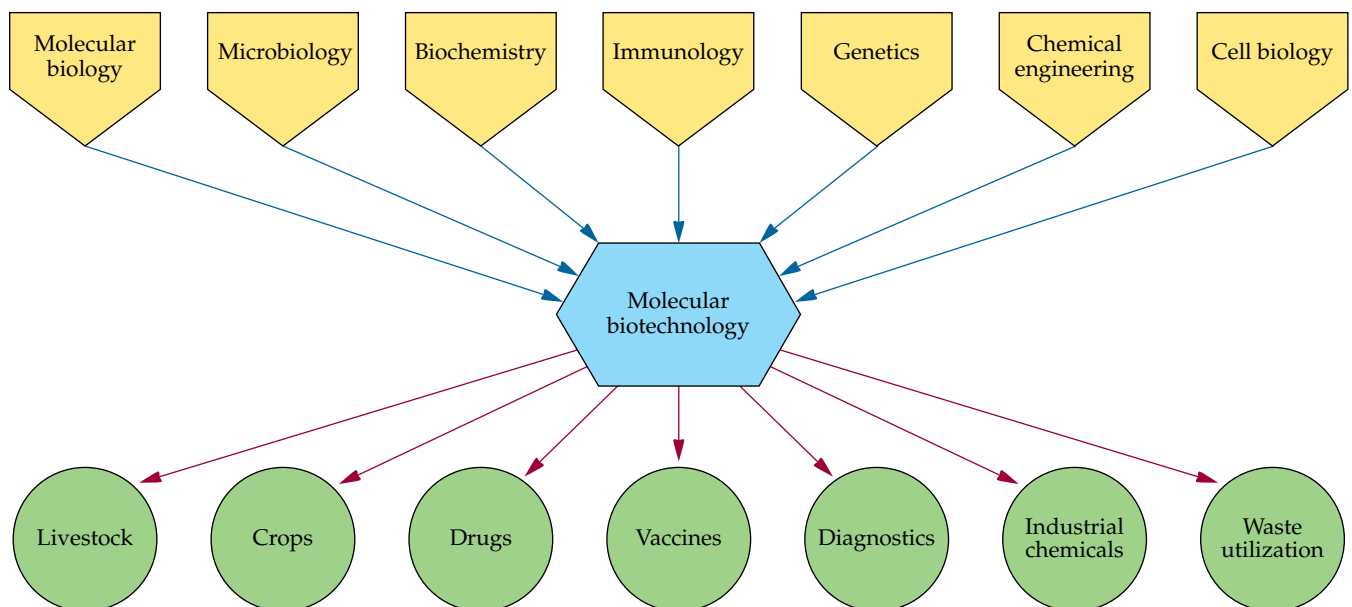 Molecular
biology
Microbiology
Biochemistry
Immunology
Genetics
Chemical
engineering
Cell biology
Molecular
biotechnology
Livestock
Crops
Drugs
Vaccines
Diagnostics
Industrial
chemicals
Waste
utilization